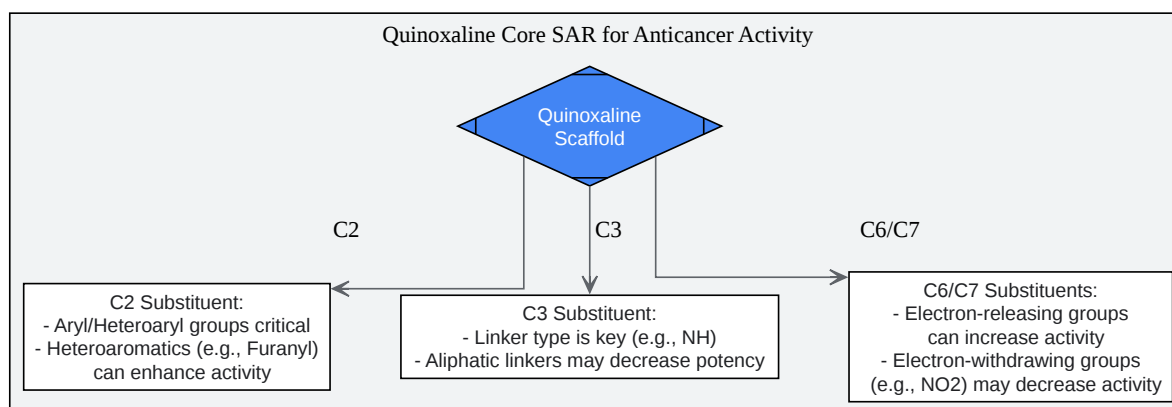 Quinoxaline Core SAR for Anticancer Activity
Quinoxaline
Scaffold
C2
C3
C6/C7
C2 Substituent:
- Aryl/Heteroaryl groups critical
- Heteroaromatics (e.g., Furanyl)
can enhance activity
C3 Substituent:
- Linker type is key (e.g., NH)
- Aliphatic linkers may decrease potency
C6/C7 Substituents:
- Electron-releasing groups
can increase activity
- Electron-withdrawing groups
(e.g., NO2) may decrease activity